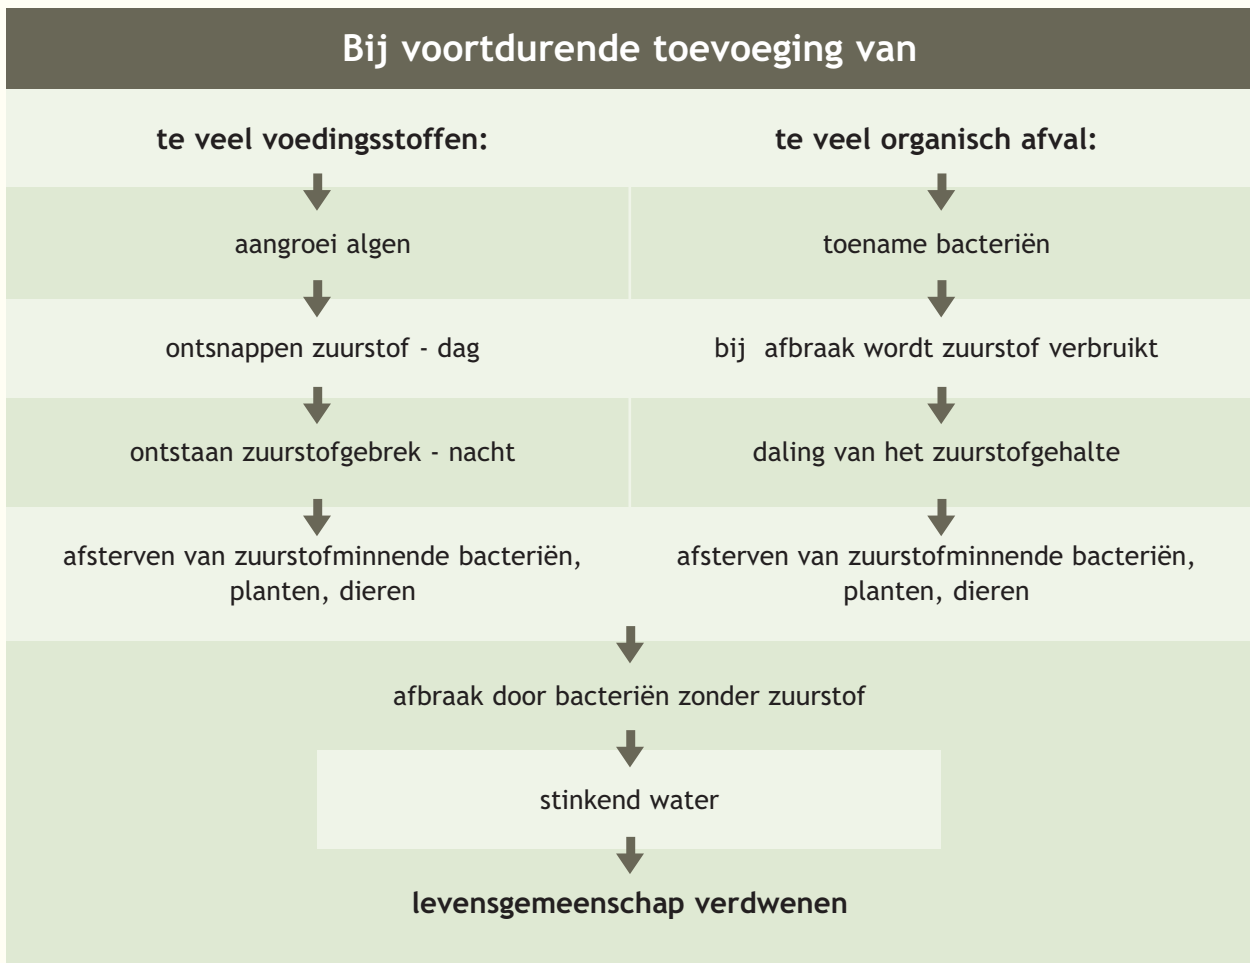 Bij voortdurende toevoeging van
te veel voedingsstoffen:
te veel organisch afval:
aangroei algen
toename bacteriën
ontsnappen zuurstof - dag
bij afbraak wordt zuurstof verbruikt
ontstaan zuurstofgebrek - nacht
daling van het zuurstofgehalte
afsterven van zuurstofminnende bacteriën,
planten, dieren
afsterven van zuurstofminnende bacteriën,
planten, dieren
afbraak door bacteriën zonder zuurstof
stinkend water
levensgemeenschap verdwenen